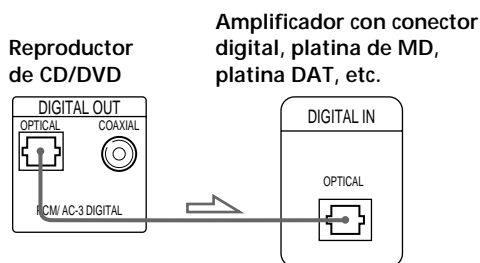 Amplificador con conector
digital, platina de MD,
platina DAT, etc.
Reproductor
de CD/DVD
DIGITAL OUT
OPTICAL COAXIAL
PCM/ AC-3 DIGITAL
DIGITAL IN
OPTICAL